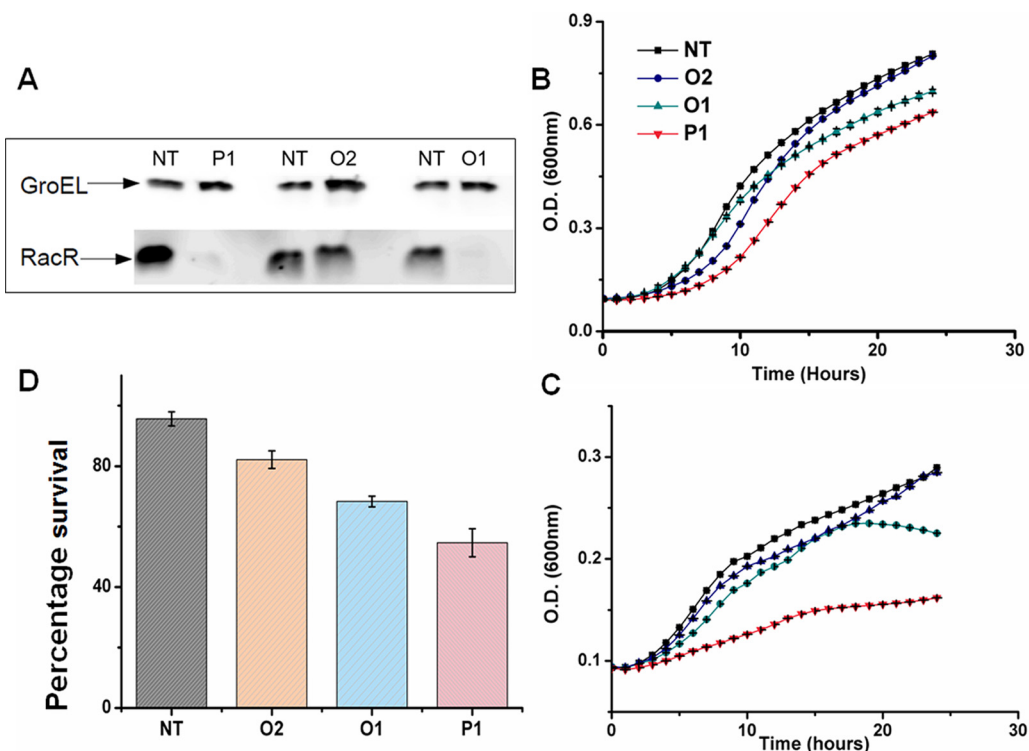 A
NT P1 NT O2 NT O1
GroEL
RacR
B
0.9
0.6
0.3
0.0
O.D. (600nm)
NT
O2
O1
P1
0 10 20 30
Time (Hours)
D
Percentage survival
80
40
0
NT O2 O1 P1
C
O.D. (600nm)
0.3
0.2
0.1
0 10 20 30
Time (hours)